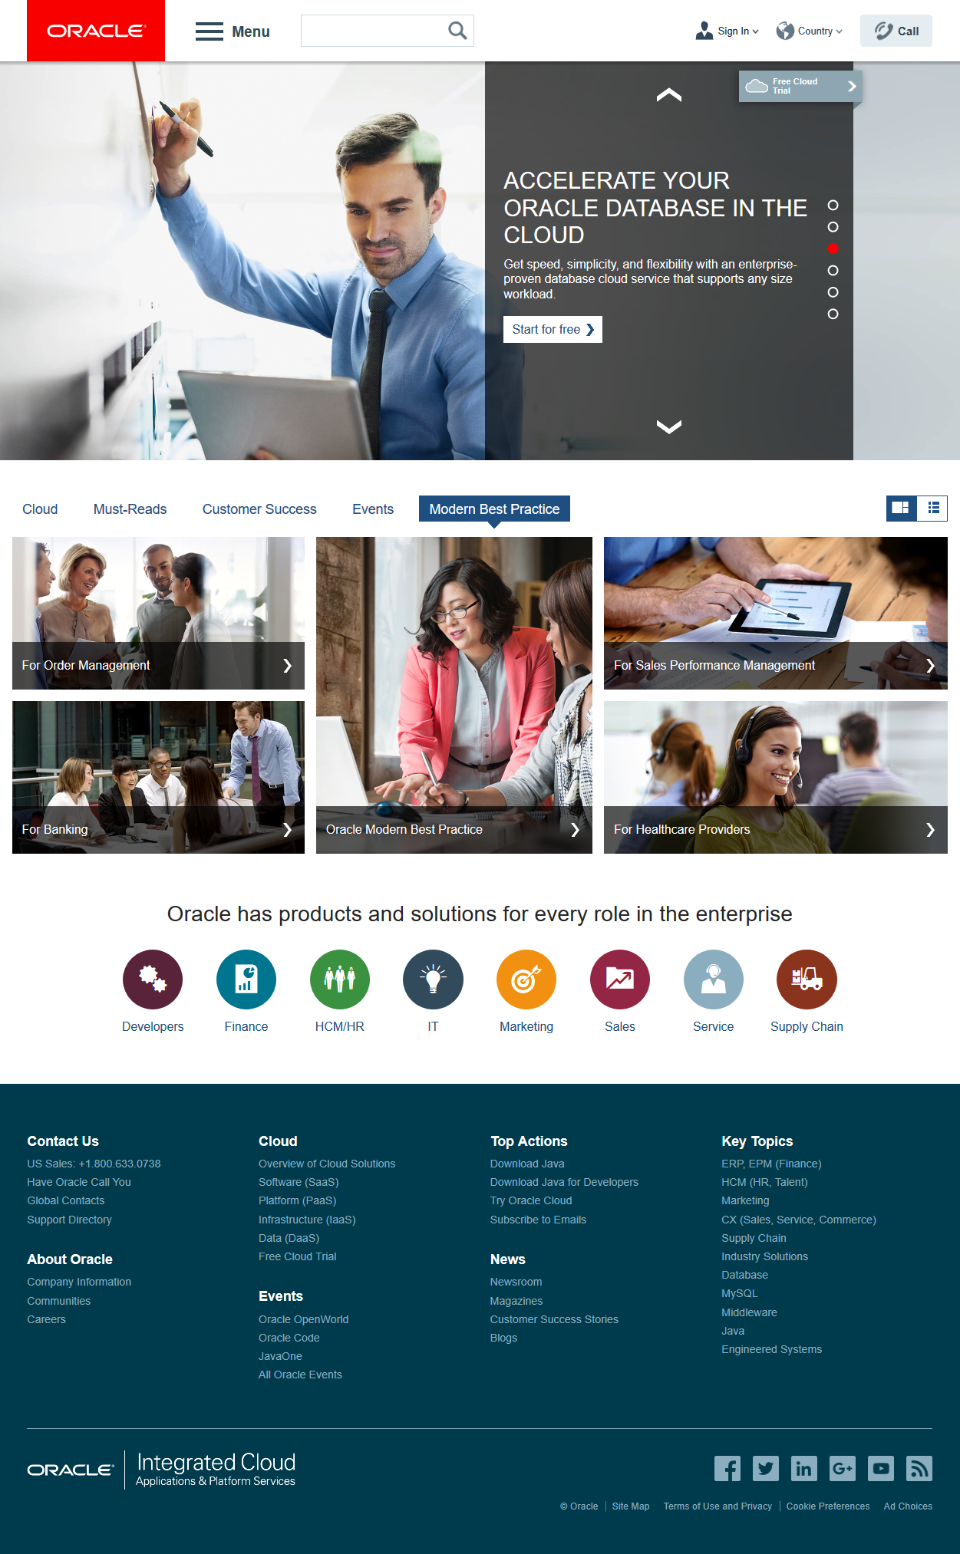 ORACLE
Menu
Sign In
Country
Call
Free Cloud
Trial
ACCELERATE YOUR
ORACLE DATABASE IN THE
CLOUD
Get speed, simplicity, and flexibility with an enterprise-
proven database cloud service that supports any size
workload.
Start for free
Cloud
Must-Reads
Customer Success
Events
Modern Best Practice
For Order Management
For Sales Performance Management
For Banking
Oracle Modern Best Practice
For Healthcare Providers
Oracle has products and solutions for every role in the enterprise
Developers
Finance
HCM/HR
IT
Marketing
Sales
Service
Supply Chain
Contact Us
US Sales: +1.800.633.0738
Have Oracle Call You
Global Contacts
Support Directory
About Oracle
Company Information
Communities
Careers
Cloud
Overview of Cloud Solutions
Software (SaaS)
Platform (PaaS)
Infrastructure (IaaS)
Data (DaaS)
Free Cloud Trial
Events
Oracle OpenWorld
Oracle Code
JavaOne
All Oracle Events
Top Actions
Download Java
Download Java for Developers
Try Oracle Cloud
Subscribe to Emails
News
Newsroom
Magazines
Customer Success Stories
Blogs
Key Topics
ERP, EPM (Finance)
HCM (HR, Talent)
Marketing
CX (Sales, Service, Commerce)
Supply Chain
Industry Solutions
Database
MySQL
Middleware
Java
Engineered Systems
ORACLE
Integrated Cloud
Applications & Platform Services
© Oracle
Site Map
Terms of Use and Privacy
Cookie Preferences
Ad Choices